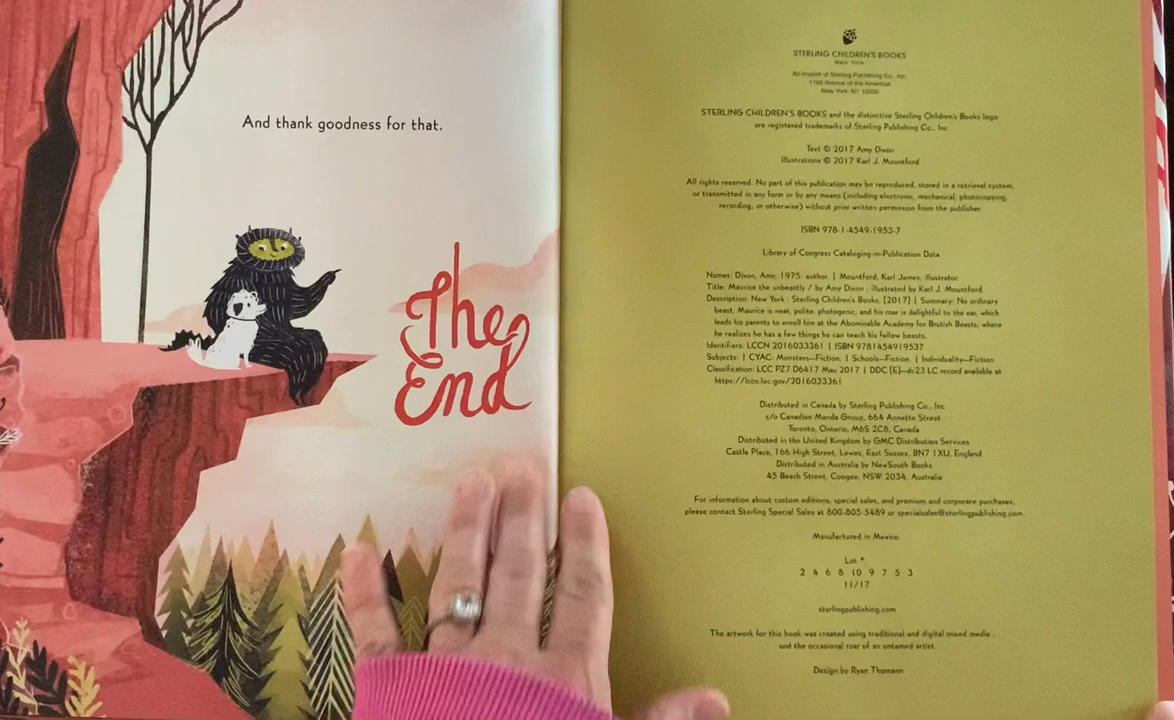 And thank goodness for that.
The
End
STERLING CHILDREN'S BOOKS
New York
An Imprint of Sterling Publishing Co., Inc.
1166 Avenue of the Americas
New York, NY 10036
STERLING CHILDREN'S BOOKS and the distinctive Sterling Children's Books logo
are registered trademarks of Sterling Publishing Co., Inc.
Text © 2017 Amy Dixon
Illustrations © 2017 Karl J. Mountford
All rights reserved. No part of this publication may be reproduced, stored in a retrieval system,
or transmitted in any form or by any means (including electronic, mechanical, photocopying,
recording, or otherwise) without prior written permission from the publisher.
ISBN 978-1-4549-1953-7
Library of Congress Cataloging-in-Publication Data
Names: Dixon, Amy, 1975- author. | Mountford, Karl James, illustrator.
Title: Maurice the unbeastly / by Amy Dixon ; illustrated by Karl J. Mountford.
Description: New York : Sterling Children's Books, [2017] | Summary: No ordinary
beast, Maurice is neat, polite, photogenic, and his roar is delightful to the ear, which
leads his parents to enroll him at the Abominable Academy for Brutish Beasts, where
he realizes he has a few things he can teach his fellow beasts.
Identifiers: LCCN 2016033361 | ISBN 9781454919537
Subjects: | CYAC: Monsters—Fiction. | Schools—Fiction. | Individuality—Fiction.
Classification: LCC PZ7.D6417 Mau 2017 | DDC [E]—dc23 LC record available at
https://lccn.loc.gov/2016033361
Distributed in Canada by Sterling Publishing Co., Inc.
c/o Canadian Manda Group, 664 Annette Street
Toronto, Ontario, M6S 2C8, Canada
Distributed in the United Kingdom by GMC Distribution Services
Castle Place, 166 High Street, Lewes, East Sussex, BN7 1XU, England
Distributed in Australia by NewSouth Books
45 Beach Street, Coogee, NSW 2034, Australia
For information about custom editions, special sales, and premium and corporate purchases,
please contact Sterling Special Sales at 800-805-5489 or specialsales@sterlingpublishing.com.
Manufactured in Mexico
Lot #:
2 4 6 8 10 9 7 5 3
11/17
sterlingpublishing.com
The artwork for this book was created using traditional and digital mixed media...
and the occasional roar of an untamed artist.
Design by Ryan Thomann